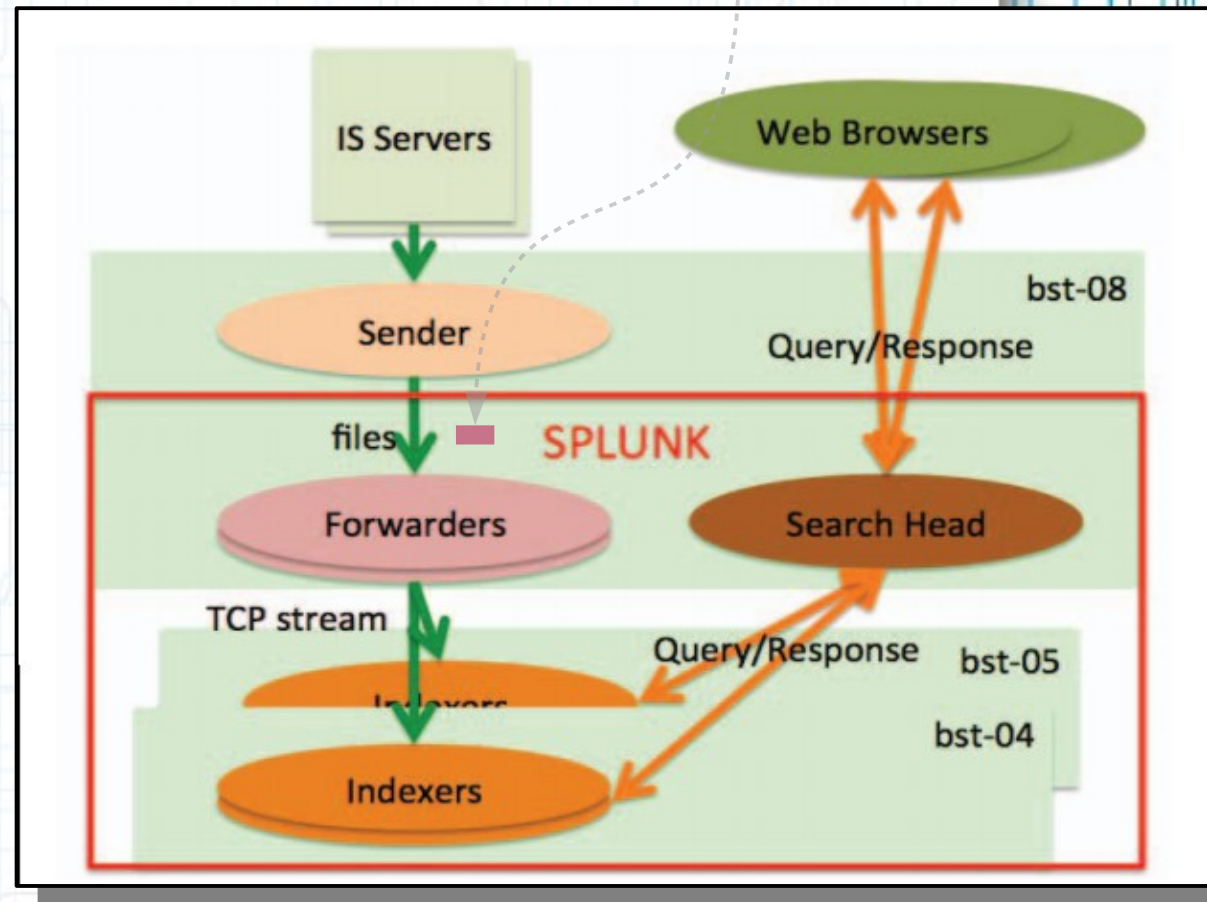 IS Servers
Web Browsers
bst-08
Sender
Query/Response
files
SPLUNK
Forwarders
Search Head
TCP stream
Query/Response
bst-05
Indexers
bst-04
Indexers